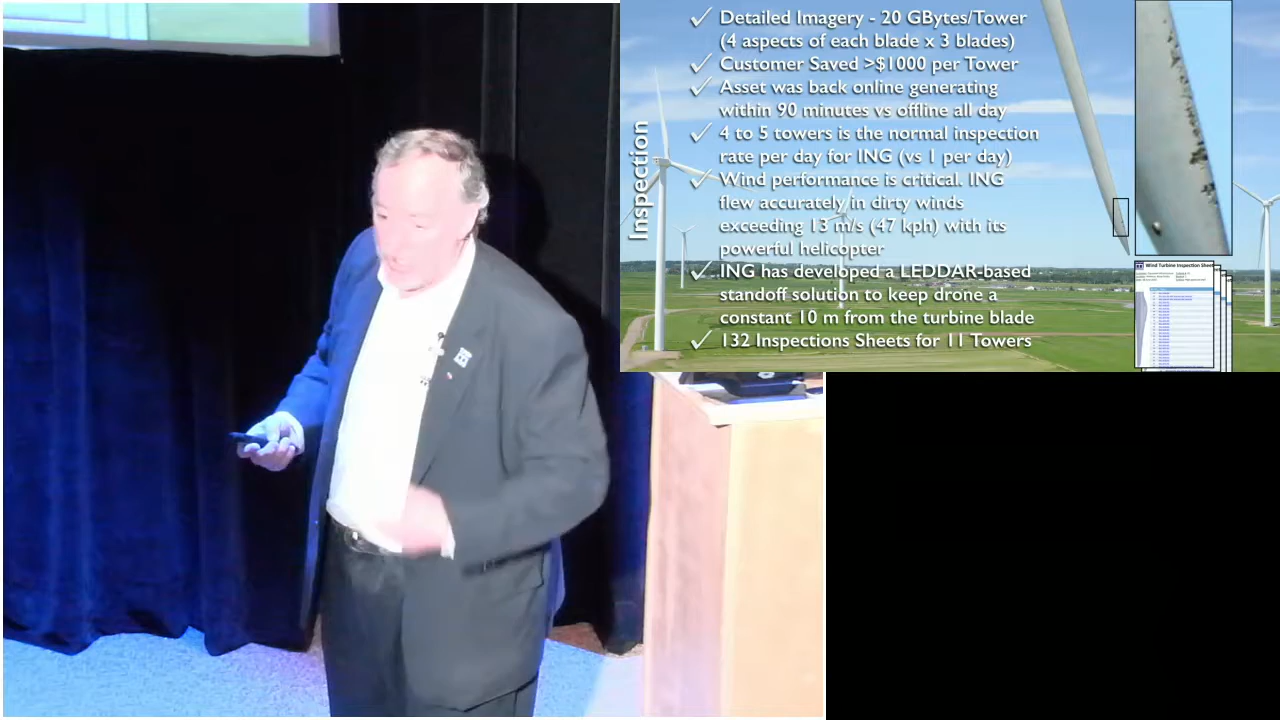 Inspection
✓ Detailed Imagery - 20 GBytes/Tower
(4 aspects of each blade x 3 blades)
✓ Customer Saved >$1000 per Tower
✓ Asset was back online generating
within 90 minutes vs offline all day
✓ 4 to 5 towers is the normal inspection
rate per day for ING (vs 1 per day)
✓ Wind performance is critical. ING
flew accurately in dirty winds
exceeding 13 m/s (47 kph) with its
powerful helicopter
✓ ING has developed a LEDDAR-based
standoff solution to keep drone a
constant 10 m from the turbine blade
✓ 132 Inspections Sheets for 11 Towers
Wind Turbine Inspection Sheet